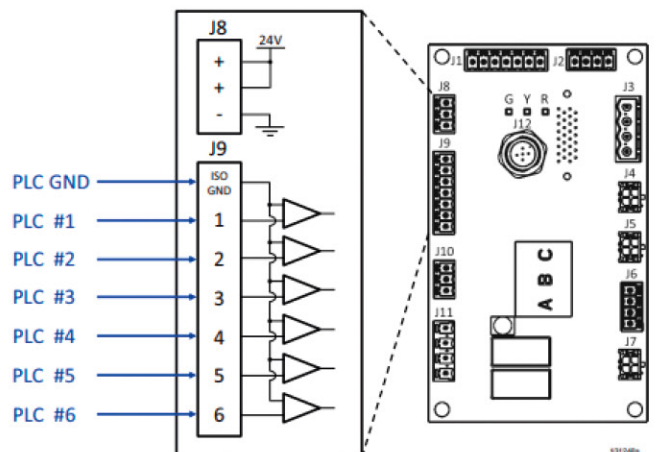 J8
24V
+
+
-
J9
PLC GND
ISO
GND
PLC #1
1
PLC #2
2
PLC #3
3
PLC #4
4
PLC #5
5
PLC #6
6
J1
J2
J8
G Y R
J3
J12
J9
J4
J5
J10
A B C
J6
J11
J7